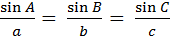 sin A/a = sin B/b = sin C/c